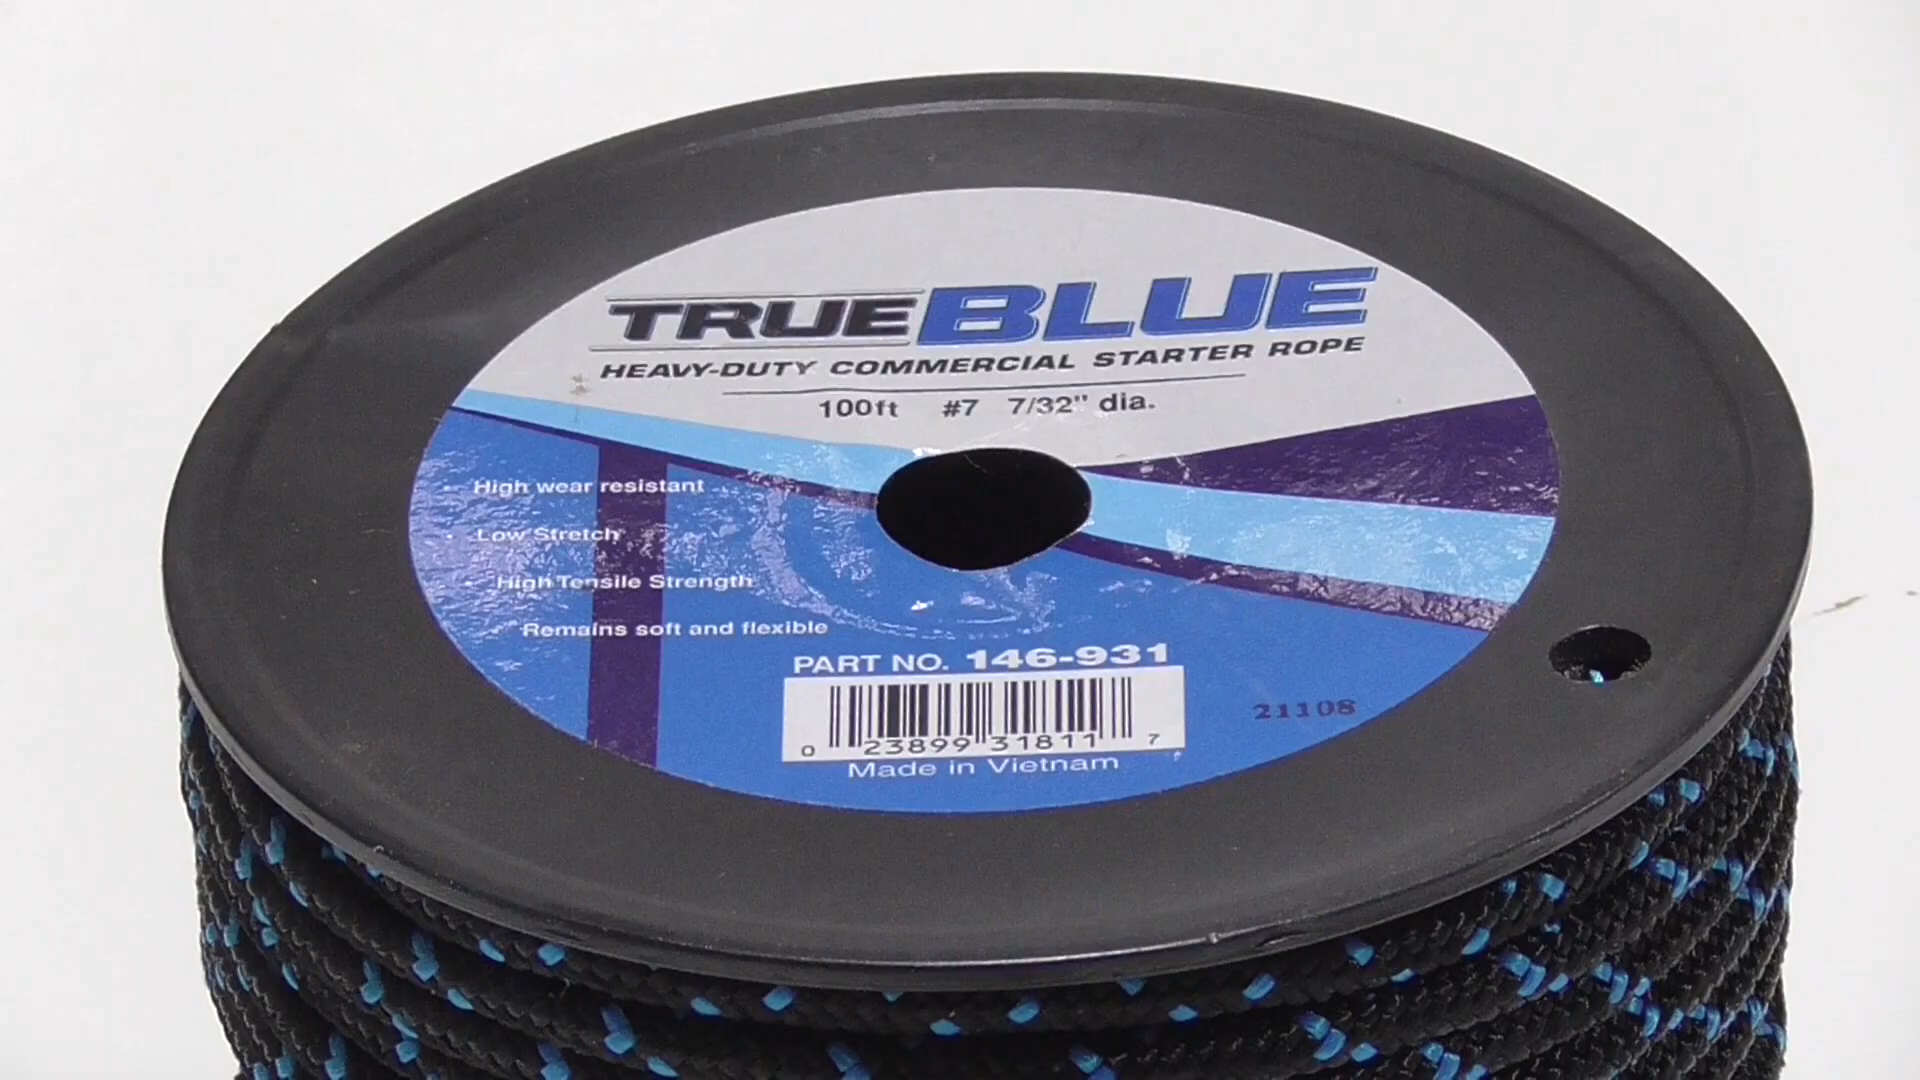 TRUEBLUE
HEAVY-DUTY COMMERCIAL STARTER ROPE
100ft #7 7/32" dia.
High wear resistant
Low Stretch
High Tensile Strength
Remains soft and flexible
PART NO. 146-931
0 23899 31811 7
21108
Made in Vietnam